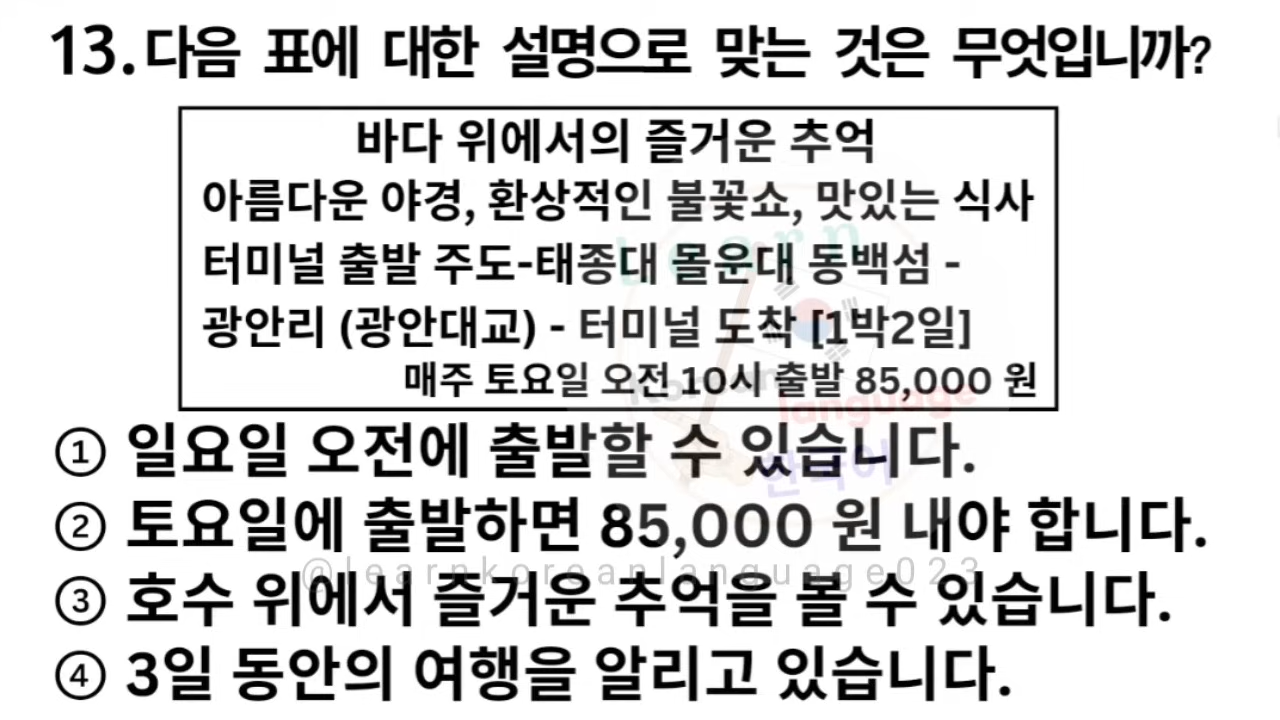 13. 다음 표에 대한 설명으로 맞는 것은 무엇입니까?
바다 위에서의 즐거운 추억
아름다운 야경, 환상적인 불꽃쇼, 맛있는 식사
터미널 출발 주도-태종대 몰운대 동백섬 -
광안리 (광안대교) - 터미널 도착 [1박2일]
매주 토요일 오전 10시 출발 85,000 원
① 일요일 오전에 출발할 수 있습니다.
② 토요일에 출발하면 85,000 원 내야 합니다.
③ 호수 위에서 즐거운 추억을 볼 수 있습니다.
④ 3일 동안의 여행을 알리고 있습니다.
Learn
Korean
language
한국어
@learnkoreanlanguage023